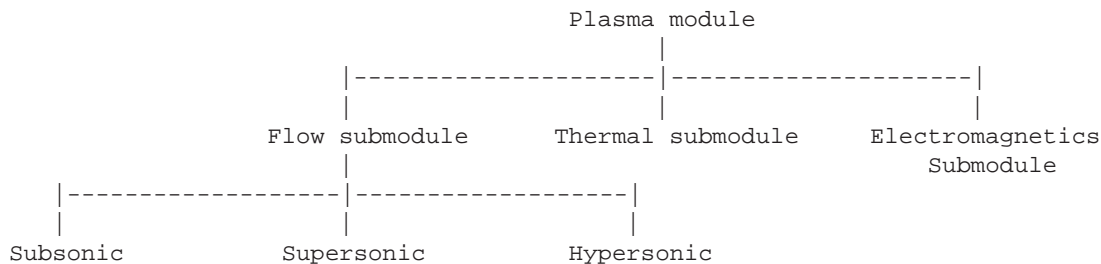 Plasma module
Flow submodule Thermal submodule Electromagnetics
Submodule
Subsonic Supersonic Hypersonic